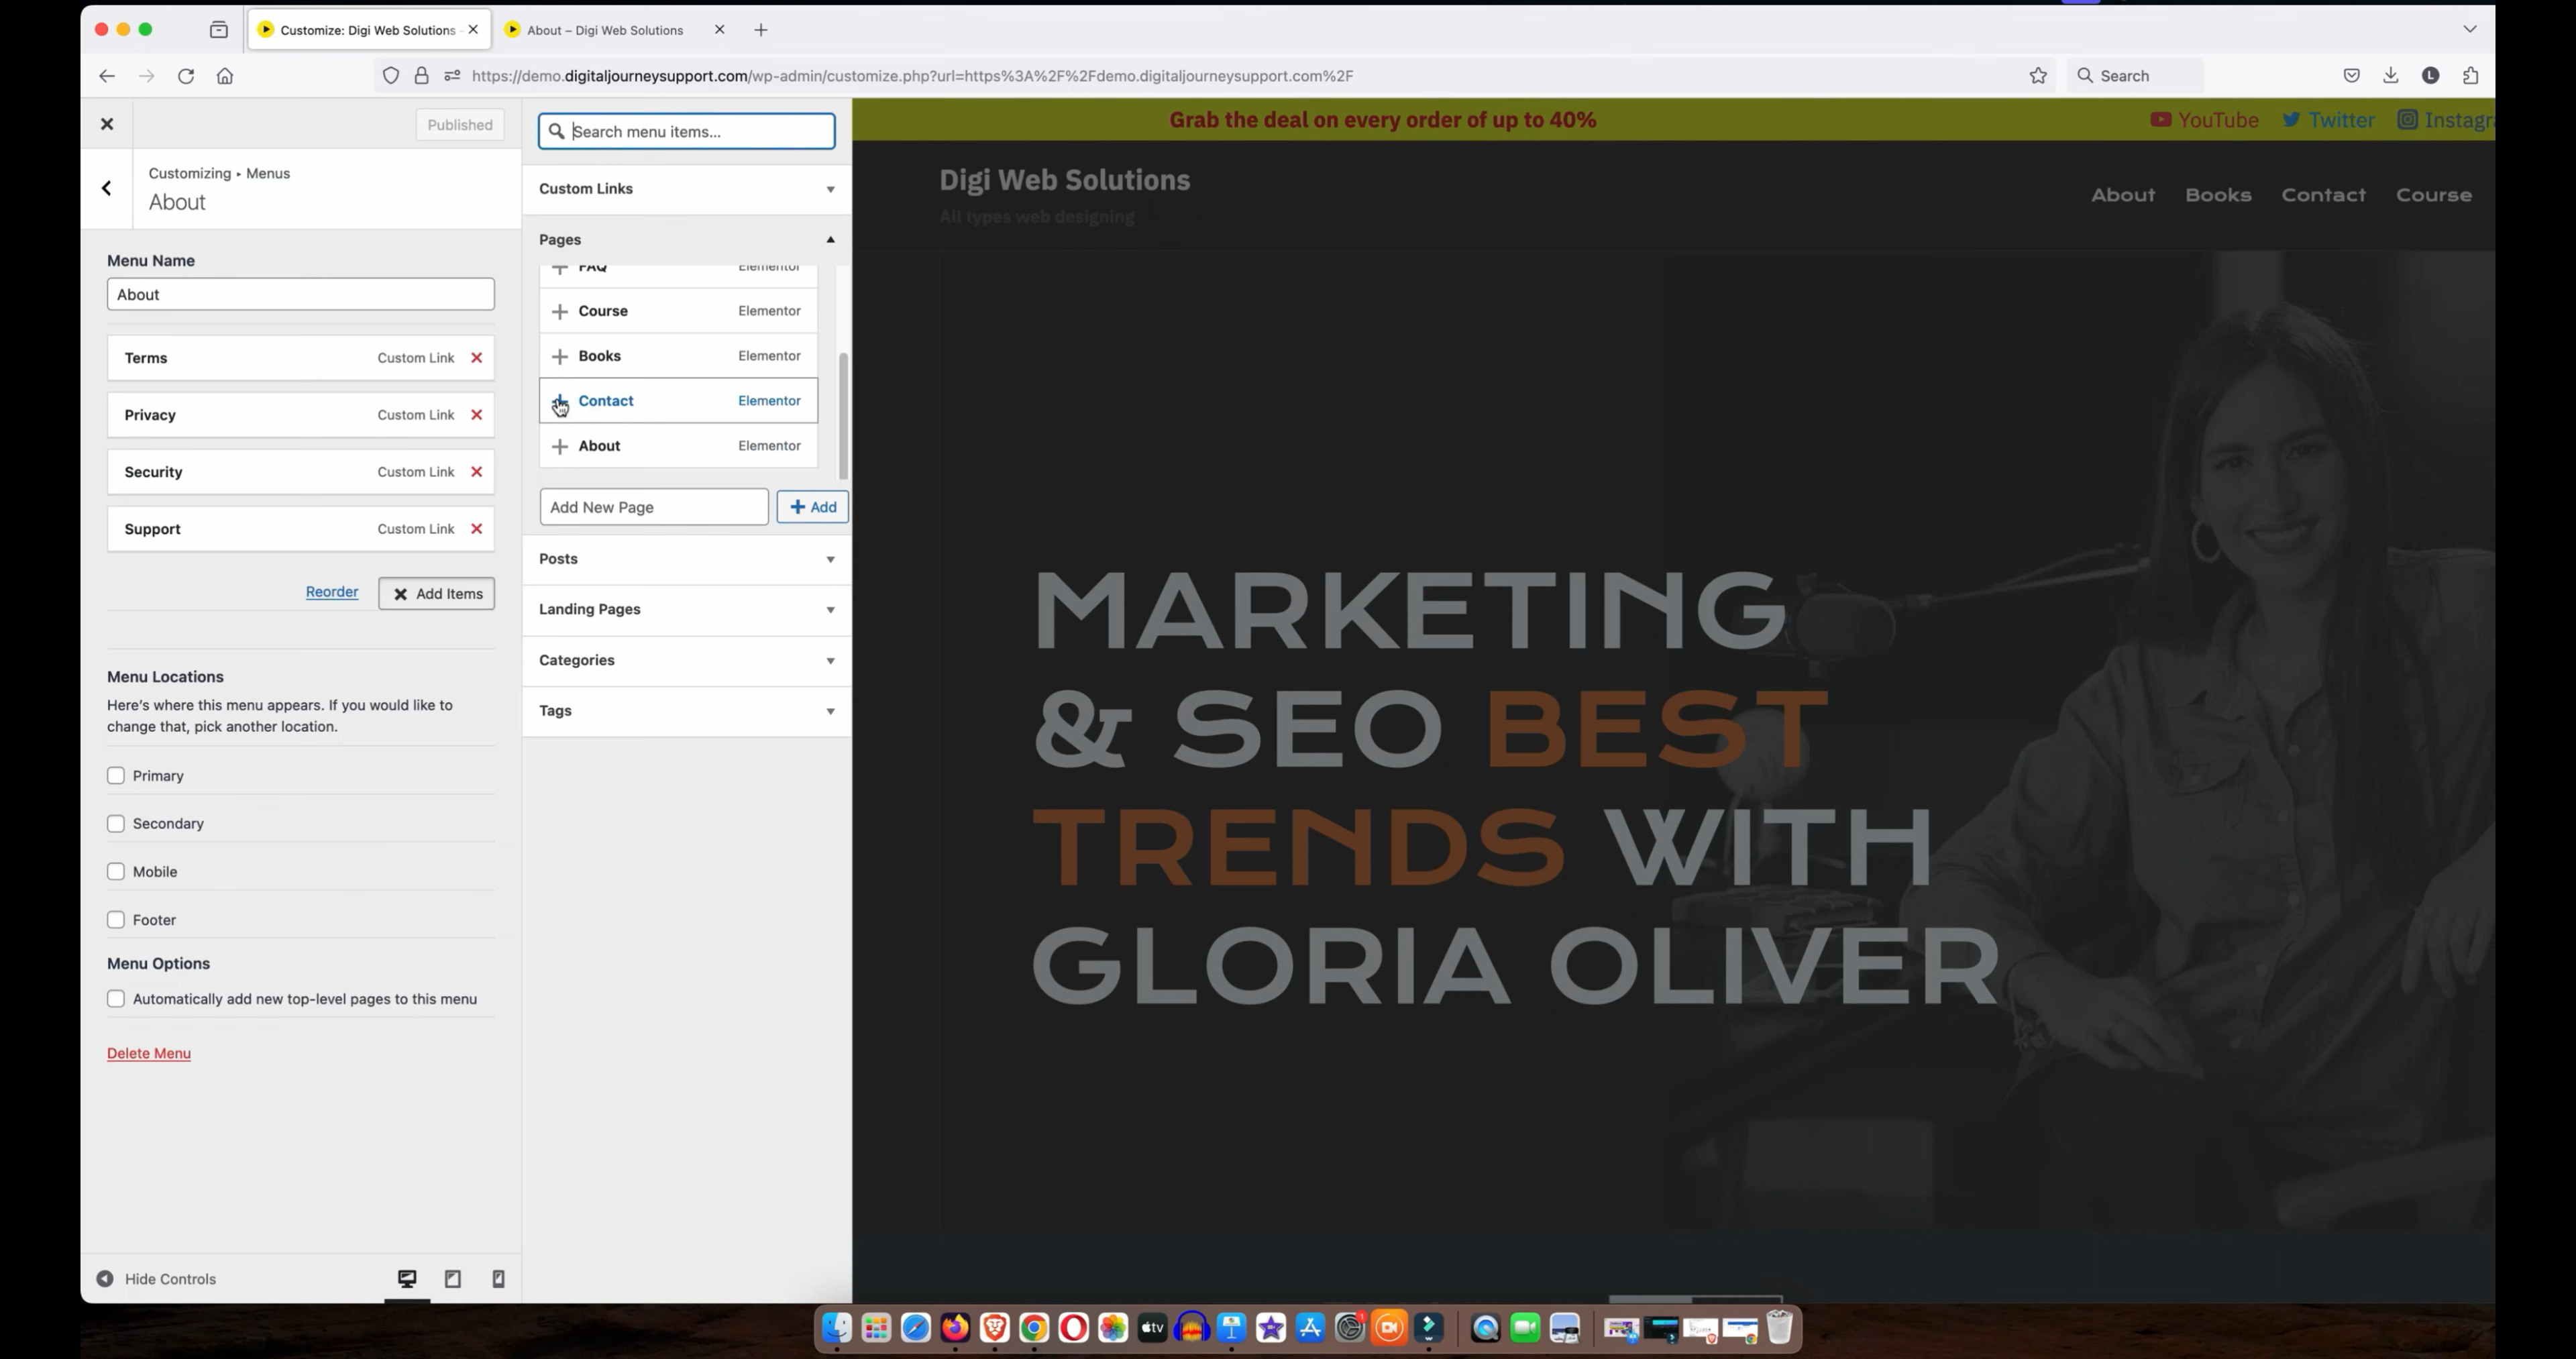 Customize: Digi Web Solutions -
About – Digi Web Solutions
https://demo.digitaljourneysupport.com/wp-admin/customize.php?url=https%3A%2F%2Fdemo.digitaljourneysupport.com%2F
Search
L
Published
Customizing ▸ Menus
About
Menu Name
About
Terms Custom Link
Privacy Custom Link
Security Custom Link
Support Custom Link
Reorder
Add Items
Menu Locations
Here's where this menu appears. If you would like to
change that, pick another location.
Primary
Secondary
Mobile
Footer
Menu Options
Automatically add new top-level pages to this menu
Delete Menu
Hide Controls
Search menu items...
Custom Links
Pages
FAQ Elementor
Course Elementor
Books Elementor
Contact Elementor
About Elementor
Add New Page
Add
Posts
Landing Pages
Categories
Tags
Grab the deal on every order of up to 40%
YouTube Twitter Instagr
Digi Web Solutions
All types web designing
About Books Contact Course
MARKETING
& SEO BEST
TRENDS WITH
GLORIA OLIVER
tv
1